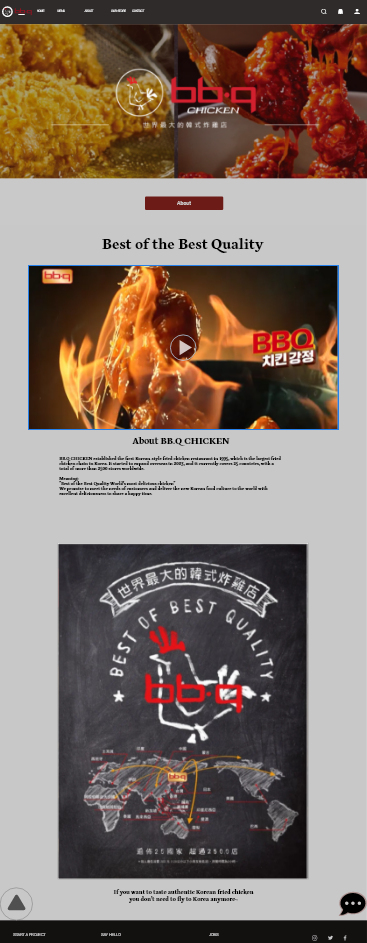 HOME MENU ABOUT OUR STORE CONTACT
bb.q
CHICKEN
世界最大的韓式炸雞店
About
Best of the Best Quality
bb·q
BBQ
치킨강정
About BB.Q CHICKEN
BB.Q CHICKEN established the first Korean style fried chicken restaurant in 1995, which is the largest fried
chicken chain in Korea. It started to expand overseas in 2003, and it currently covers 25 countries, with a
total of more than 2500 stores worldwide.
Meaning:
"Best of the Best Quality World's most delicious chicken"
We promise to meet the needs of customers and deliver the new Korean food culture to the world with
excellent deliciousness to share a happy time.
世界最大的韓式炸雞店
BEST OF BEST QUALITY
bb·q
bb·q
遍佈25國家 超過2500店
If you want to taste authentic Korean fried chicken
you don't need to fly to Korea anymore~
START A PROJECT SAY HELLO JOBS